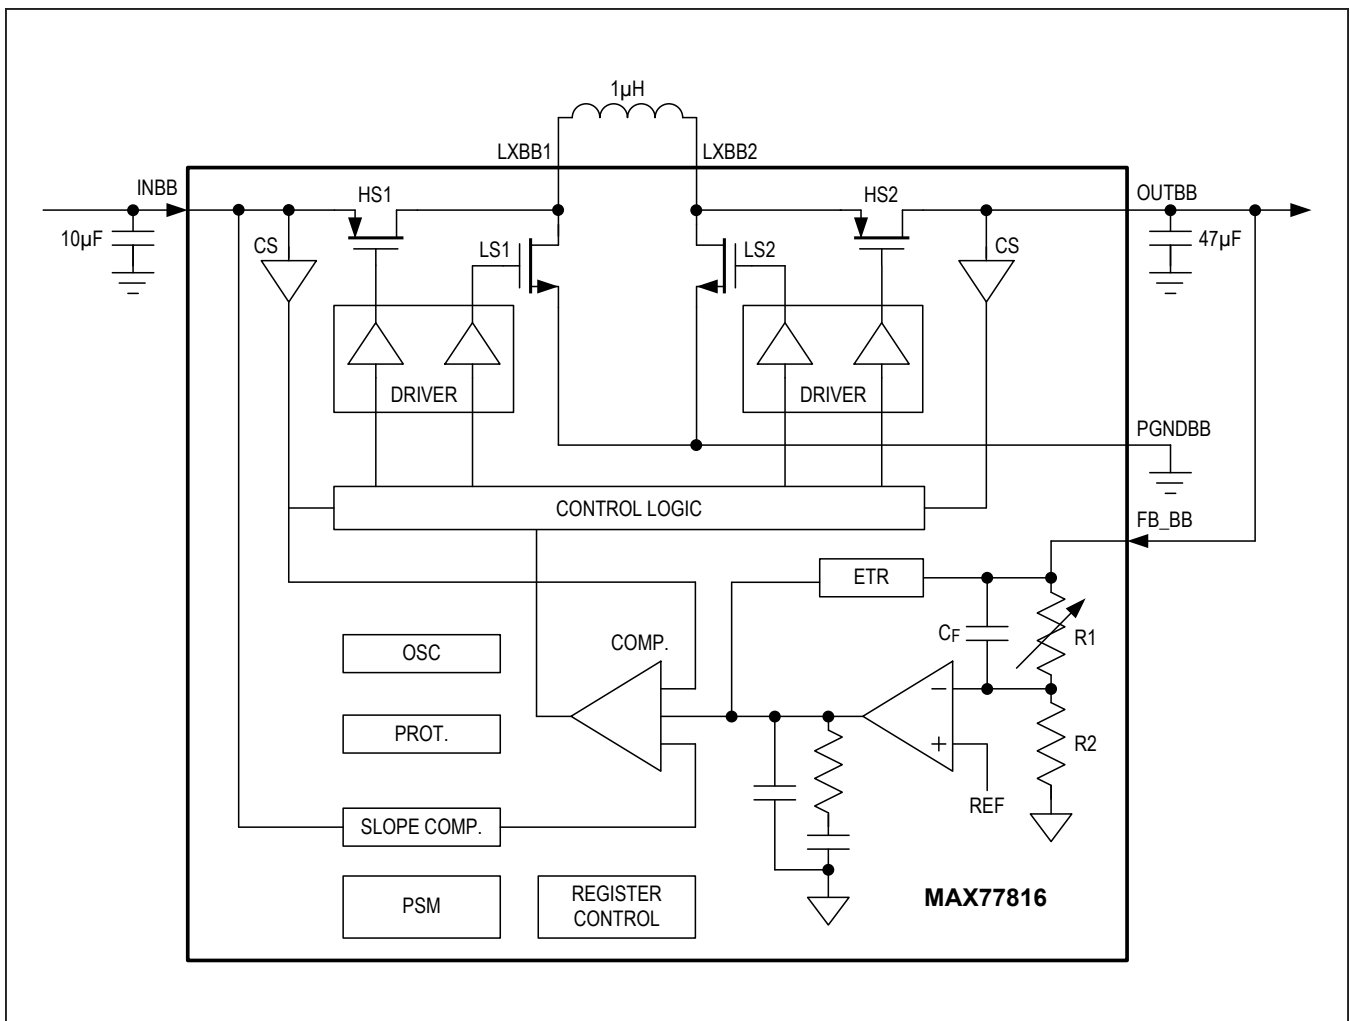 1µH
LXBB1
LXBB2
INBB
HS1
HS2
OUTBB
10µF
CS
LS1
LS2
CS
47µF
DRIVER
DRIVER
PGNDBB
CONTROL LOGIC
FB_BB
ETR
CF
R1
OSC
COMP.
−
PROT.
+
R2
REF
SLOPE COMP.
PSM
REGISTER
CONTROL
MAX77816